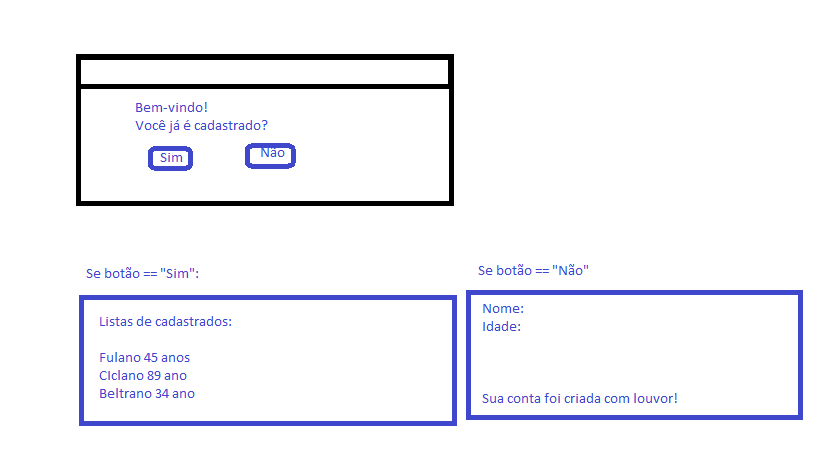 Bem-vindo!
Você já é cadastrado?
Sim
Não
Se botão == "Sim":
Listas de cadastrados:
Fulano 45 anos
CIclano 89 ano
Beltrano 34 ano
Se botão == "Não"
Nome:
Idade:
Sua conta foi criada com louvor!